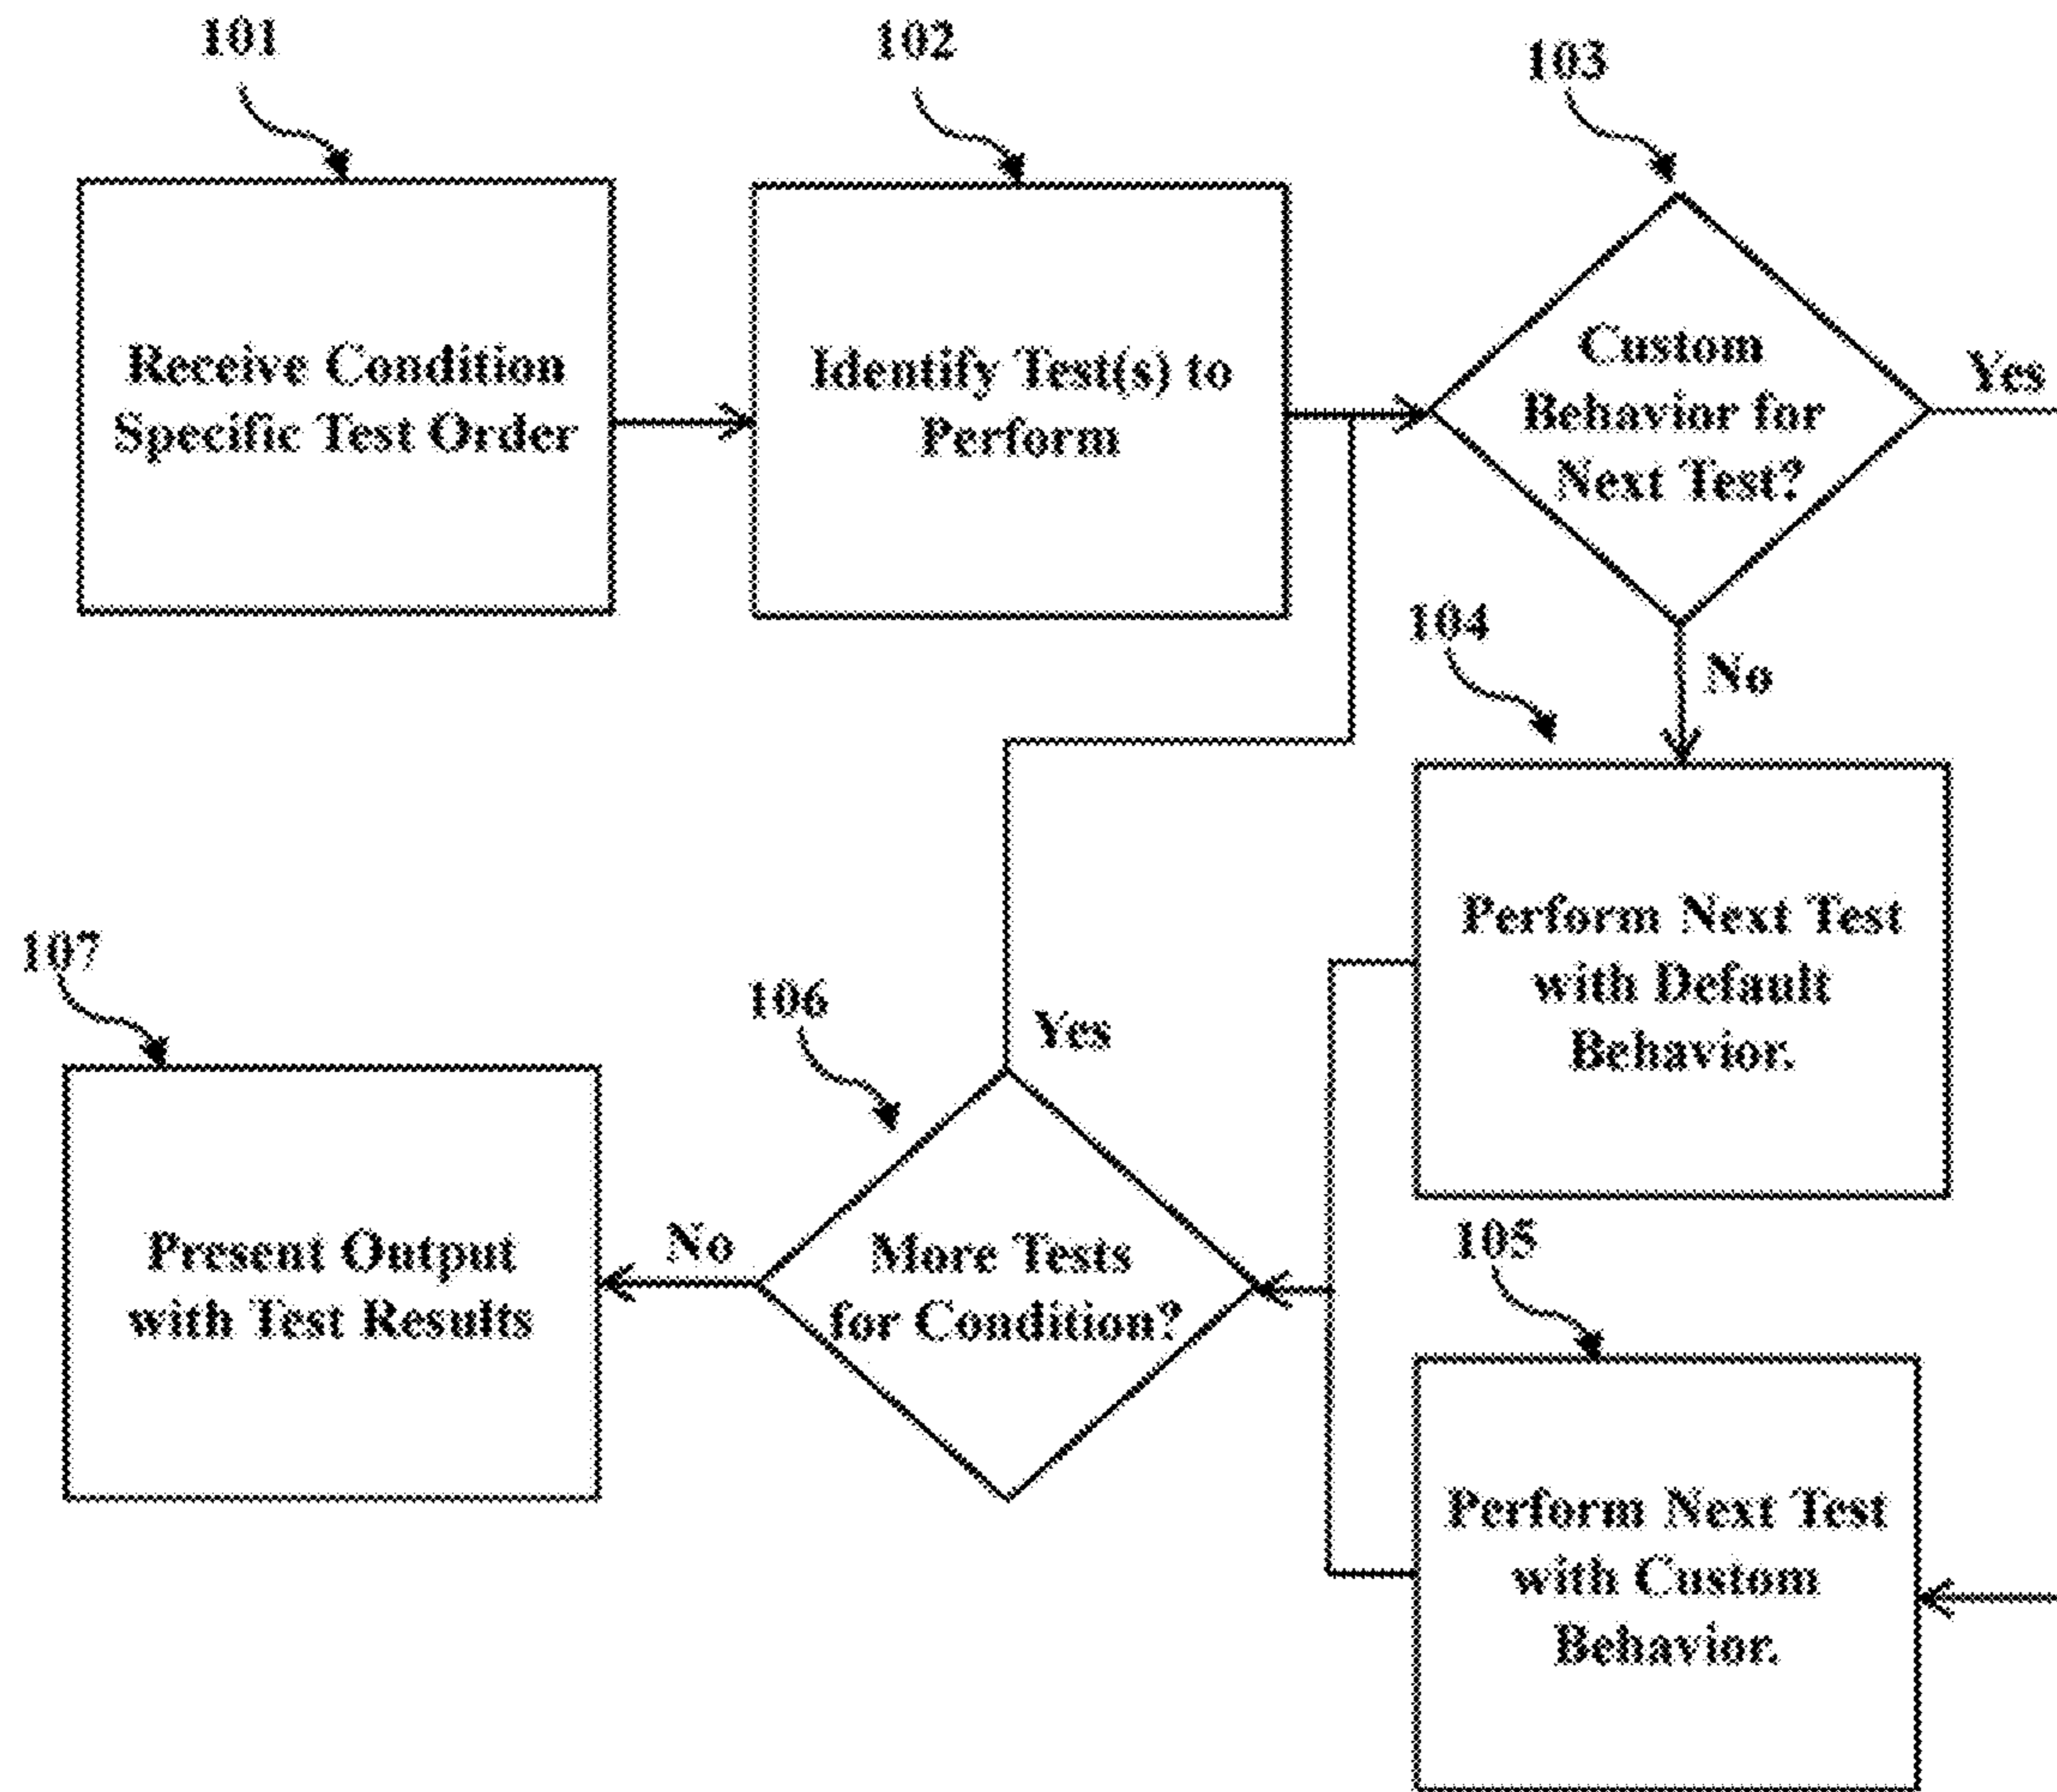 101
Receive Condition
Specific Test Order
102
Identify Test(s) to
Perform
103
Custom
Behavior for
Next Test?
Yes
No
104
Perform Next Test
with Default
Behavior.
105
Perform Next Test
with Custom
Behavior.
106
Yes
More Tests
for Condition?
No
107
Present Output
with Test Results